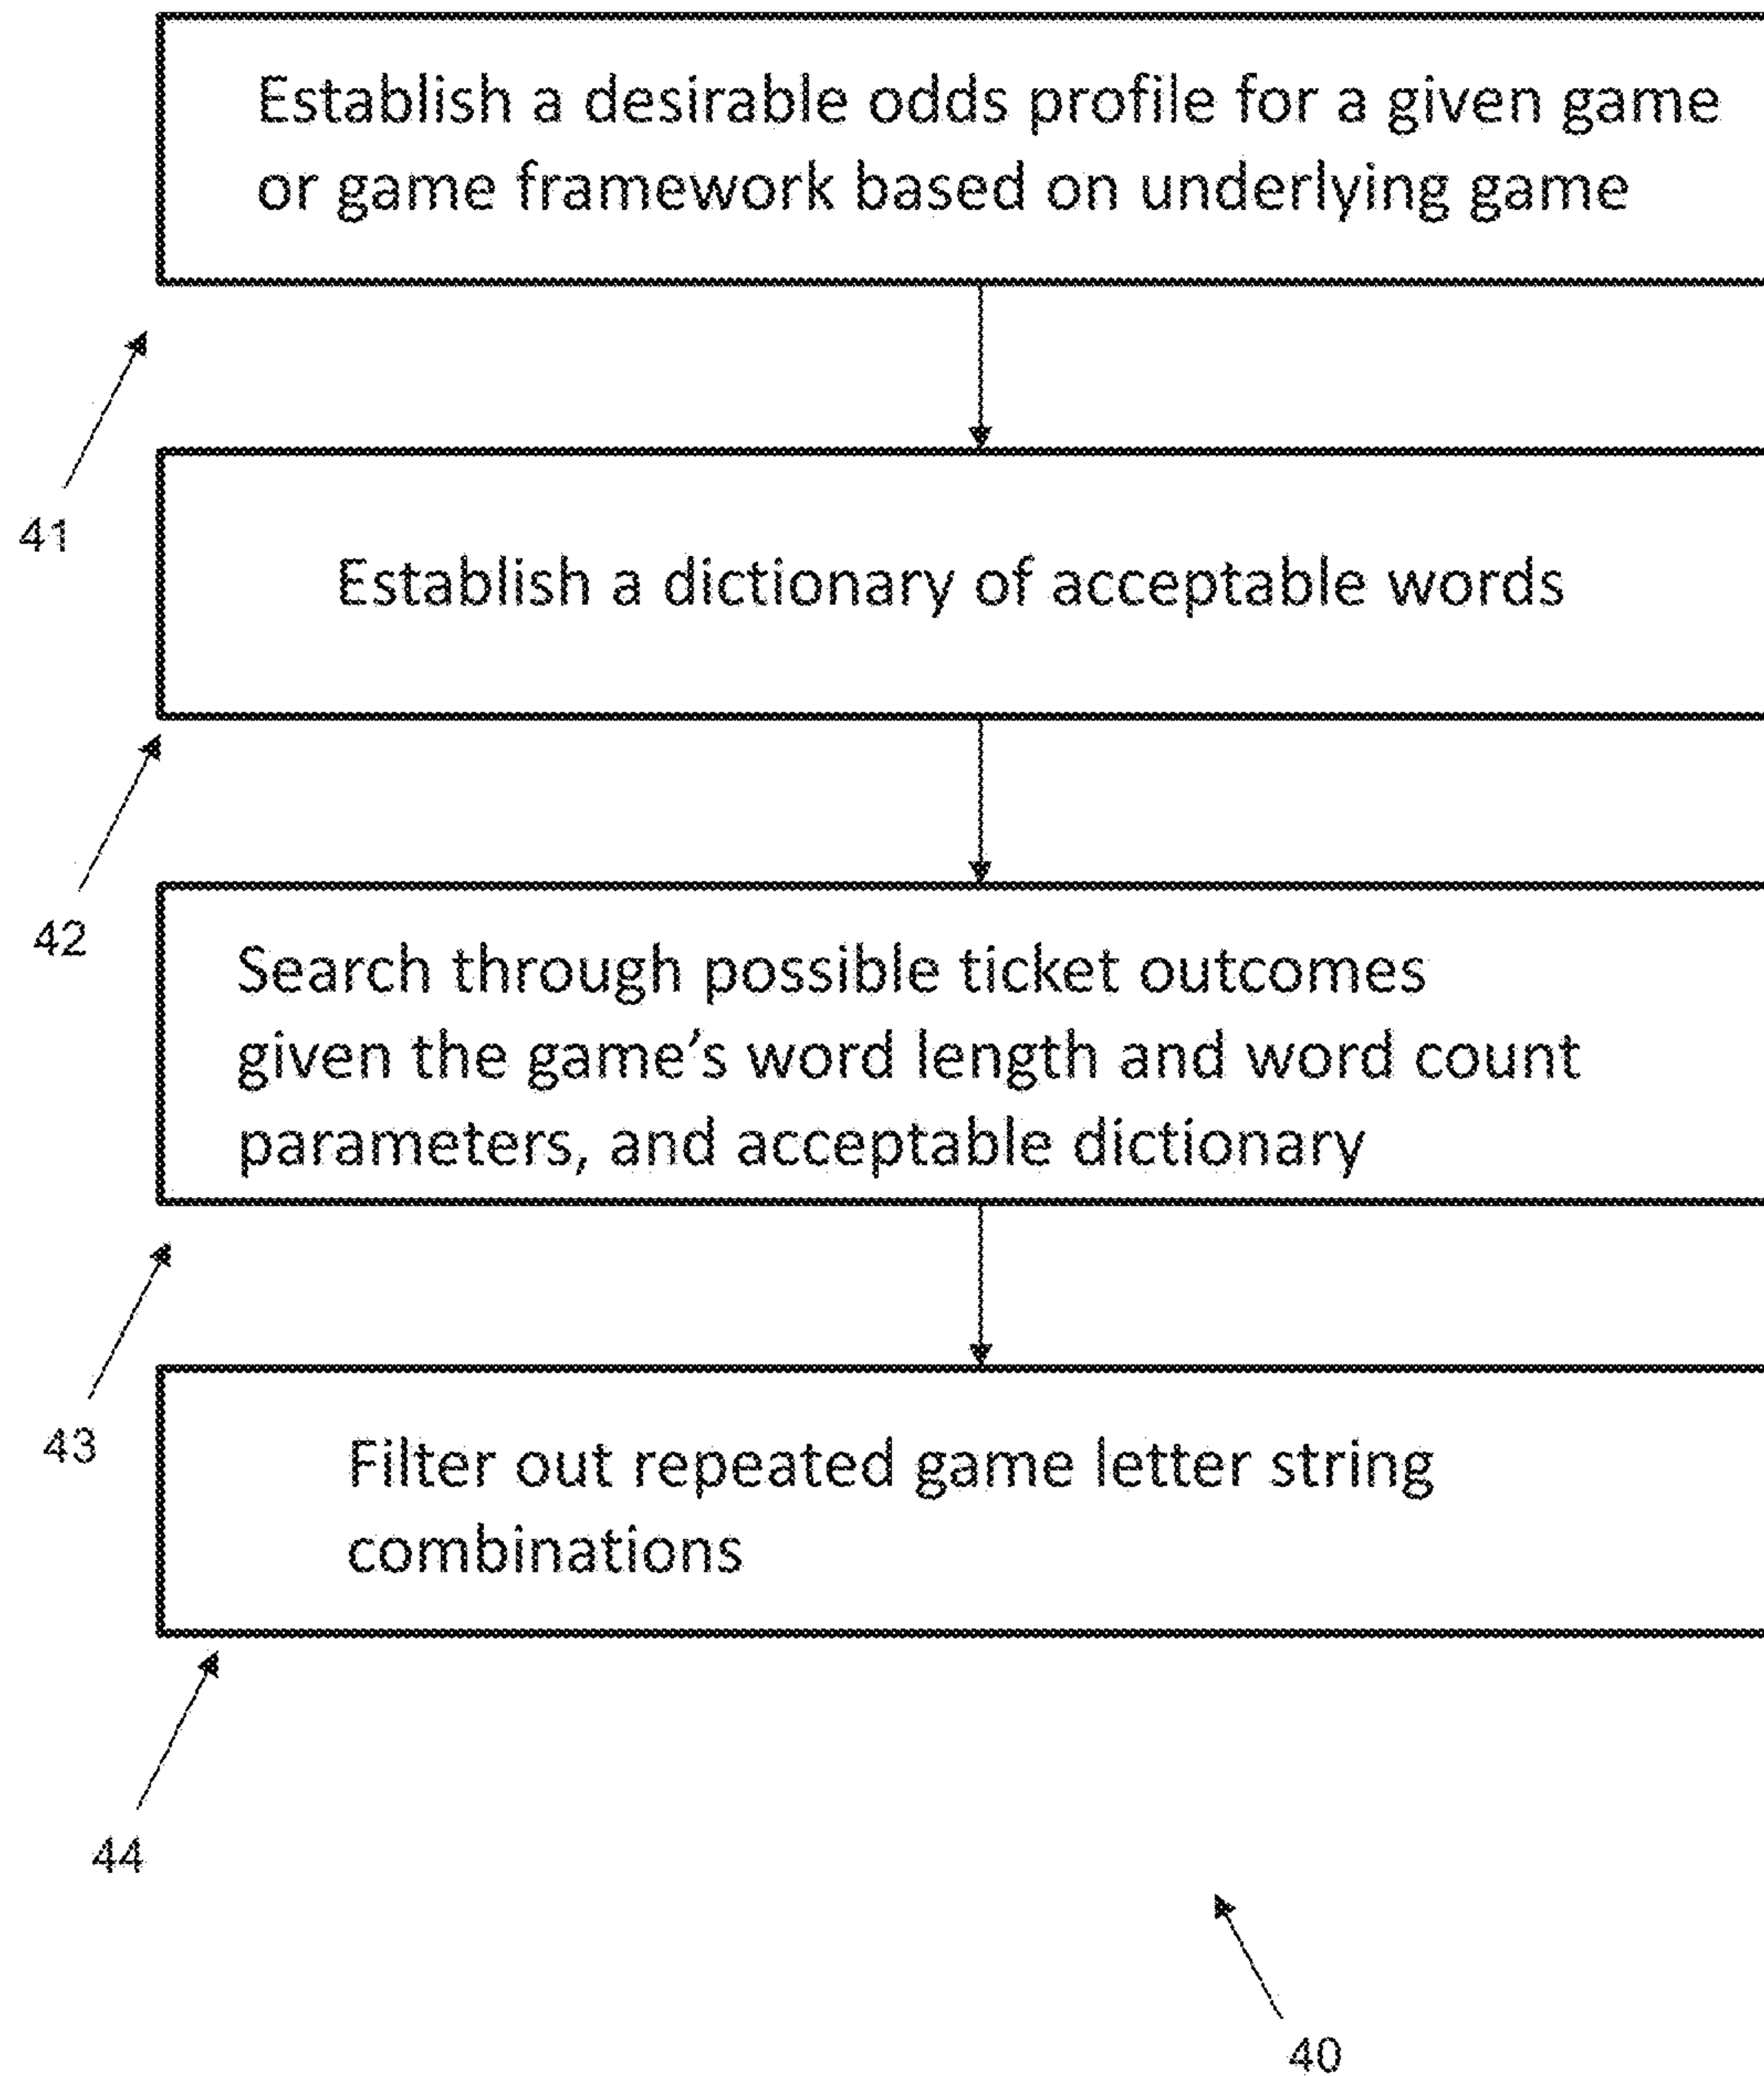 Establish a desirable odds profile for a given game
or game framework based on underlying game
41
Establish a dictionary of acceptable words
42
Search through possible ticket outcomes
given the game’s word length and word count
parameters, and acceptable dictionary
43
Filter out repeated game letter string
combinations
44
40